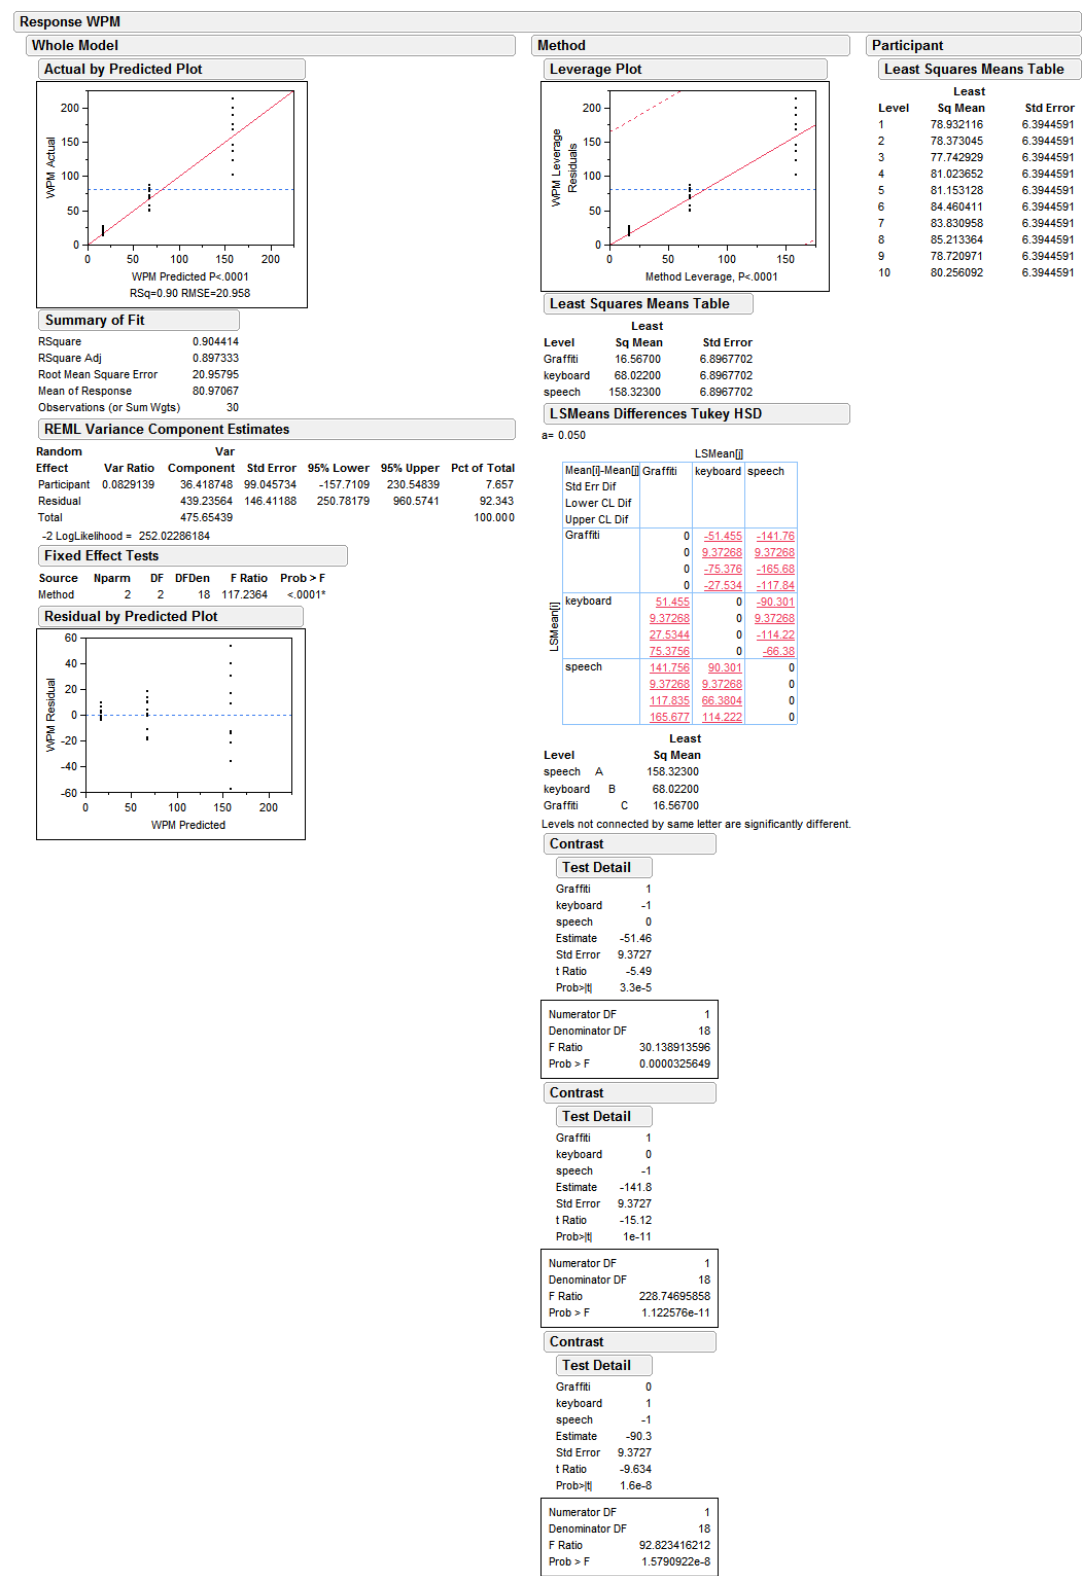 Response WPM
Whole Model
Actual by Predicted Plot
WPM Actual
200
150
100
50
0
0 50 100 150 200
WPM Predicted P<.0001
RSq=0.90 RMSE=20.958
Summary of Fit
RSquare 0.904414
RSquare Adj 0.897333
Root Mean Square Error 20.95795
Mean of Response 80.97067
Observations (or Sum Wgts) 30
REML Variance Component Estimates
Random Var
Effect Var Ratio Component Std Error 95% Lower 95% Upper Pct of Total
Participant 0.0829139 36.418748 99.045734 -157.7109 230.54839 7.657
Residual 439.23564 146.41188 250.78179 960.5741 92.343
Total 475.65439 100.000
-2 LogLikelihood = 252.02286184
Fixed Effect Tests
Source Nparm DF DFDen F Ratio Prob > F
Method 2 2 18 117.2364 <.0001*
Residual by Predicted Plot
WPM Residual
60
40
20
0
-20
-40
-60
0 50 100 150 200
WPM Predicted
Method
Leverage Plot
WPM Leverage
Residuals
200
150
100
50
0
0 50 100 150
Method Leverage, P<.0001
Least Squares Means Table
Least
Level Sq Mean Std Error
Graffiti 16.56700 6.8967702
keyboard 68.02200 6.8967702
speech 158.32300 6.8967702
LSMeans Differences Tukey HSD
a= 0.050
LSMean[j]
Mean[i]-Mean[j] Graffiti keyboard speech
Std Err Dif
Lower CL Dif
Upper CL Dif
LSMean[i]
Graffiti 0 -51.455 -141.76
0 9.37268 9.37268
0 -75.376 -165.68
0 -27.534 -117.84
keyboard 51.455 0 -90.301
9.37268 0 9.37268
27.5344 0 -114.22
75.3756 0 -66.38
speech 141.756 90.301 0
9.37268 9.37268 0
117.835 66.3804 0
165.677 114.222 0
Least
Level Sq Mean
speech A 158.32300
keyboard B 68.02200
Graffiti C 16.56700
Levels not connected by same letter are significantly different.
Contrast
Test Detail
Graffiti 1
keyboard -1
speech 0
Estimate -51.46
Std Error 9.3727
t Ratio -5.49
Prob>|t| 3.3e-5
Numerator DF 1
Denominator DF 18
F Ratio 30.138913596
Prob > F 0.0000325649
Contrast
Test Detail
Graffiti 1
keyboard 0
speech -1
Estimate -141.8
Std Error 9.3727
t Ratio -15.12
Prob>|t| 1e-11
Numerator DF 1
Denominator DF 18
F Ratio 228.74695858
Prob > F 1.122576e-11
Contrast
Test Detail
Graffiti 0
keyboard 1
speech -1
Estimate -90.3
Std Error 9.3727
t Ratio -9.634
Prob>|t| 1.6e-8
Numerator DF 1
Denominator DF 18
F Ratio 92.823416212
Prob > F 1.5790922e-8
Participant
Least Squares Means Table
Least
Level Sq Mean Std Error
1 78.932116 6.3944591
2 78.373045 6.3944591
3 77.742929 6.3944591
4 81.023652 6.3944591
5 81.153128 6.3944591
6 84.460411 6.3944591
7 83.830958 6.3944591
8 85.213364 6.3944591
9 78.720971 6.3944591
10 80.256092 6.3944591